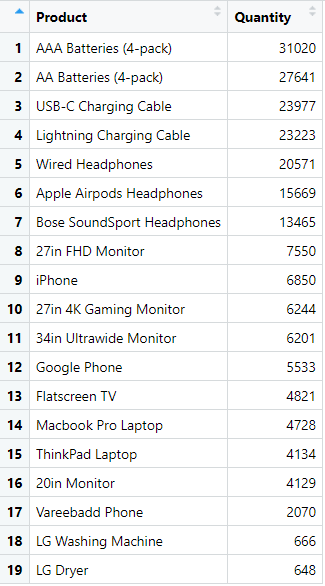 Product Quantity
1 AAA Batteries (4-pack) 31020
2 AA Batteries (4-pack) 27641
3 USB-C Charging Cable 23977
4 Lightning Charging Cable 23223
5 Wired Headphones 20571
6 Apple Airpods Headphones 15669
7 Bose SoundSport Headphones 13465
8 27in FHD Monitor 7550
9 iPhone 6850
10 27in 4K Gaming Monitor 6244
11 34in Ultrawide Monitor 6201
12 Google Phone 5533
13 Flatscreen TV 4821
14 Macbook Pro Laptop 4728
15 ThinkPad Laptop 4134
16 20in Monitor 4129
17 Vareebadd Phone 2070
18 LG Washing Machine 666
19 LG Dryer 648